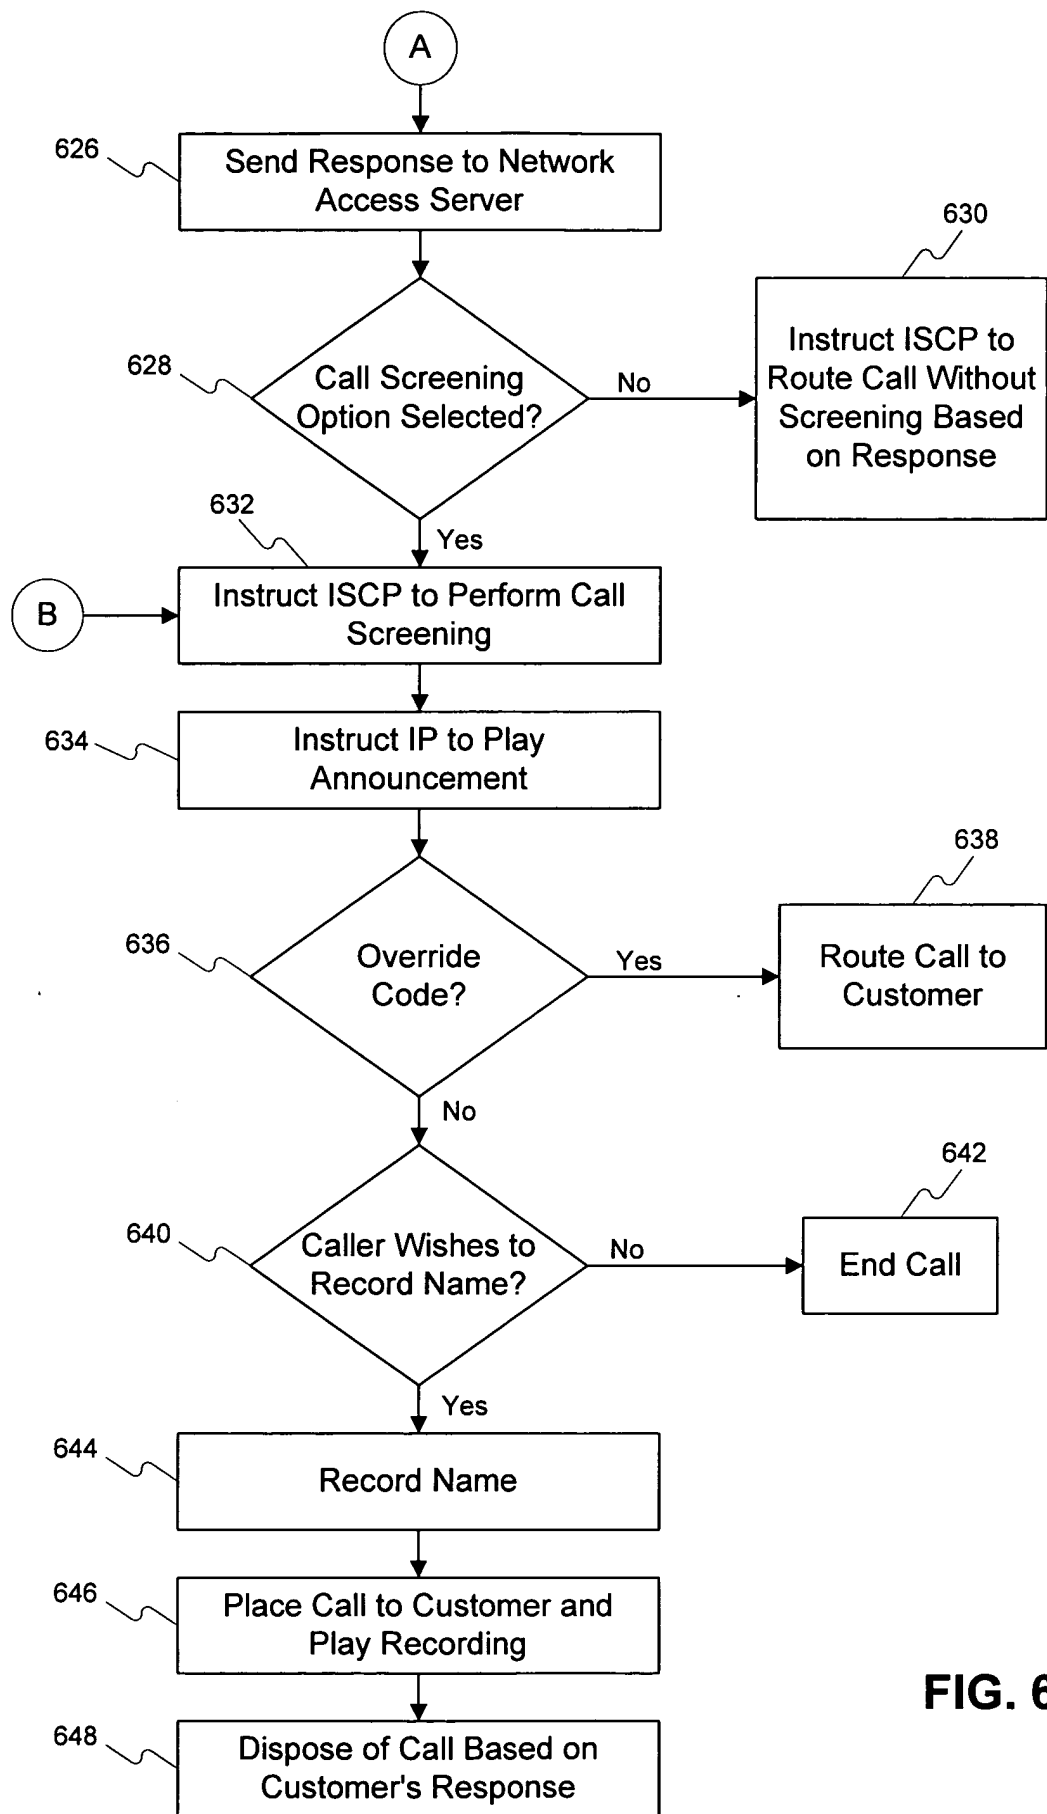 A
626
Send Response to Network
Access Server
630
628
Call Screening
Option Selected?
No
Instruct ISCP to
Route Call Without
Screening Based
on Response
632
Yes
B
Instruct ISCP to Perform Call
Screening
634
Instruct IP to Play
Announcement
638
636
Override
Code?
Yes
Route Call to
Customer
No
642
640
Caller Wishes to
Record Name?
No
End Call
Yes
644
Record Name
646
Place Call to Customer and
Play Recording
FIG. 6
648
Dispose of Call Based on
Customer's Response